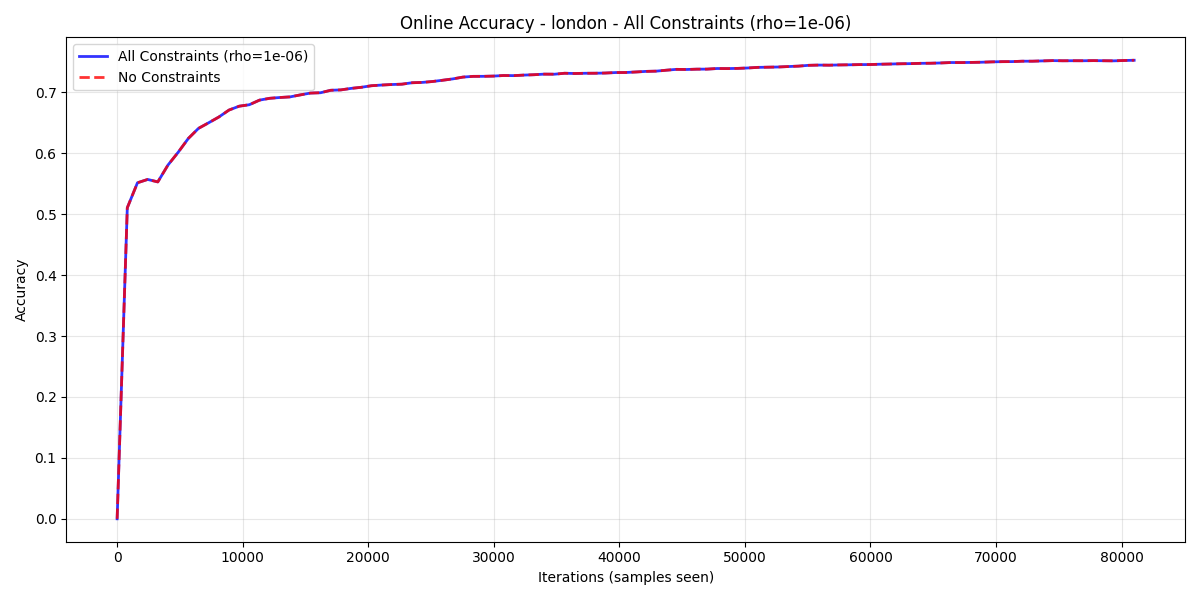 Online Accuracy - london - All Constraints (rho=1e-06)
All Constraints (rho=1e-06)
No Constraints
Accuracy
0.7
0.6
0.5
0.4
0.3
0.2
0.1
0.0
0 10000 20000 30000 40000 50000 60000 70000 80000
Iterations (samples seen)